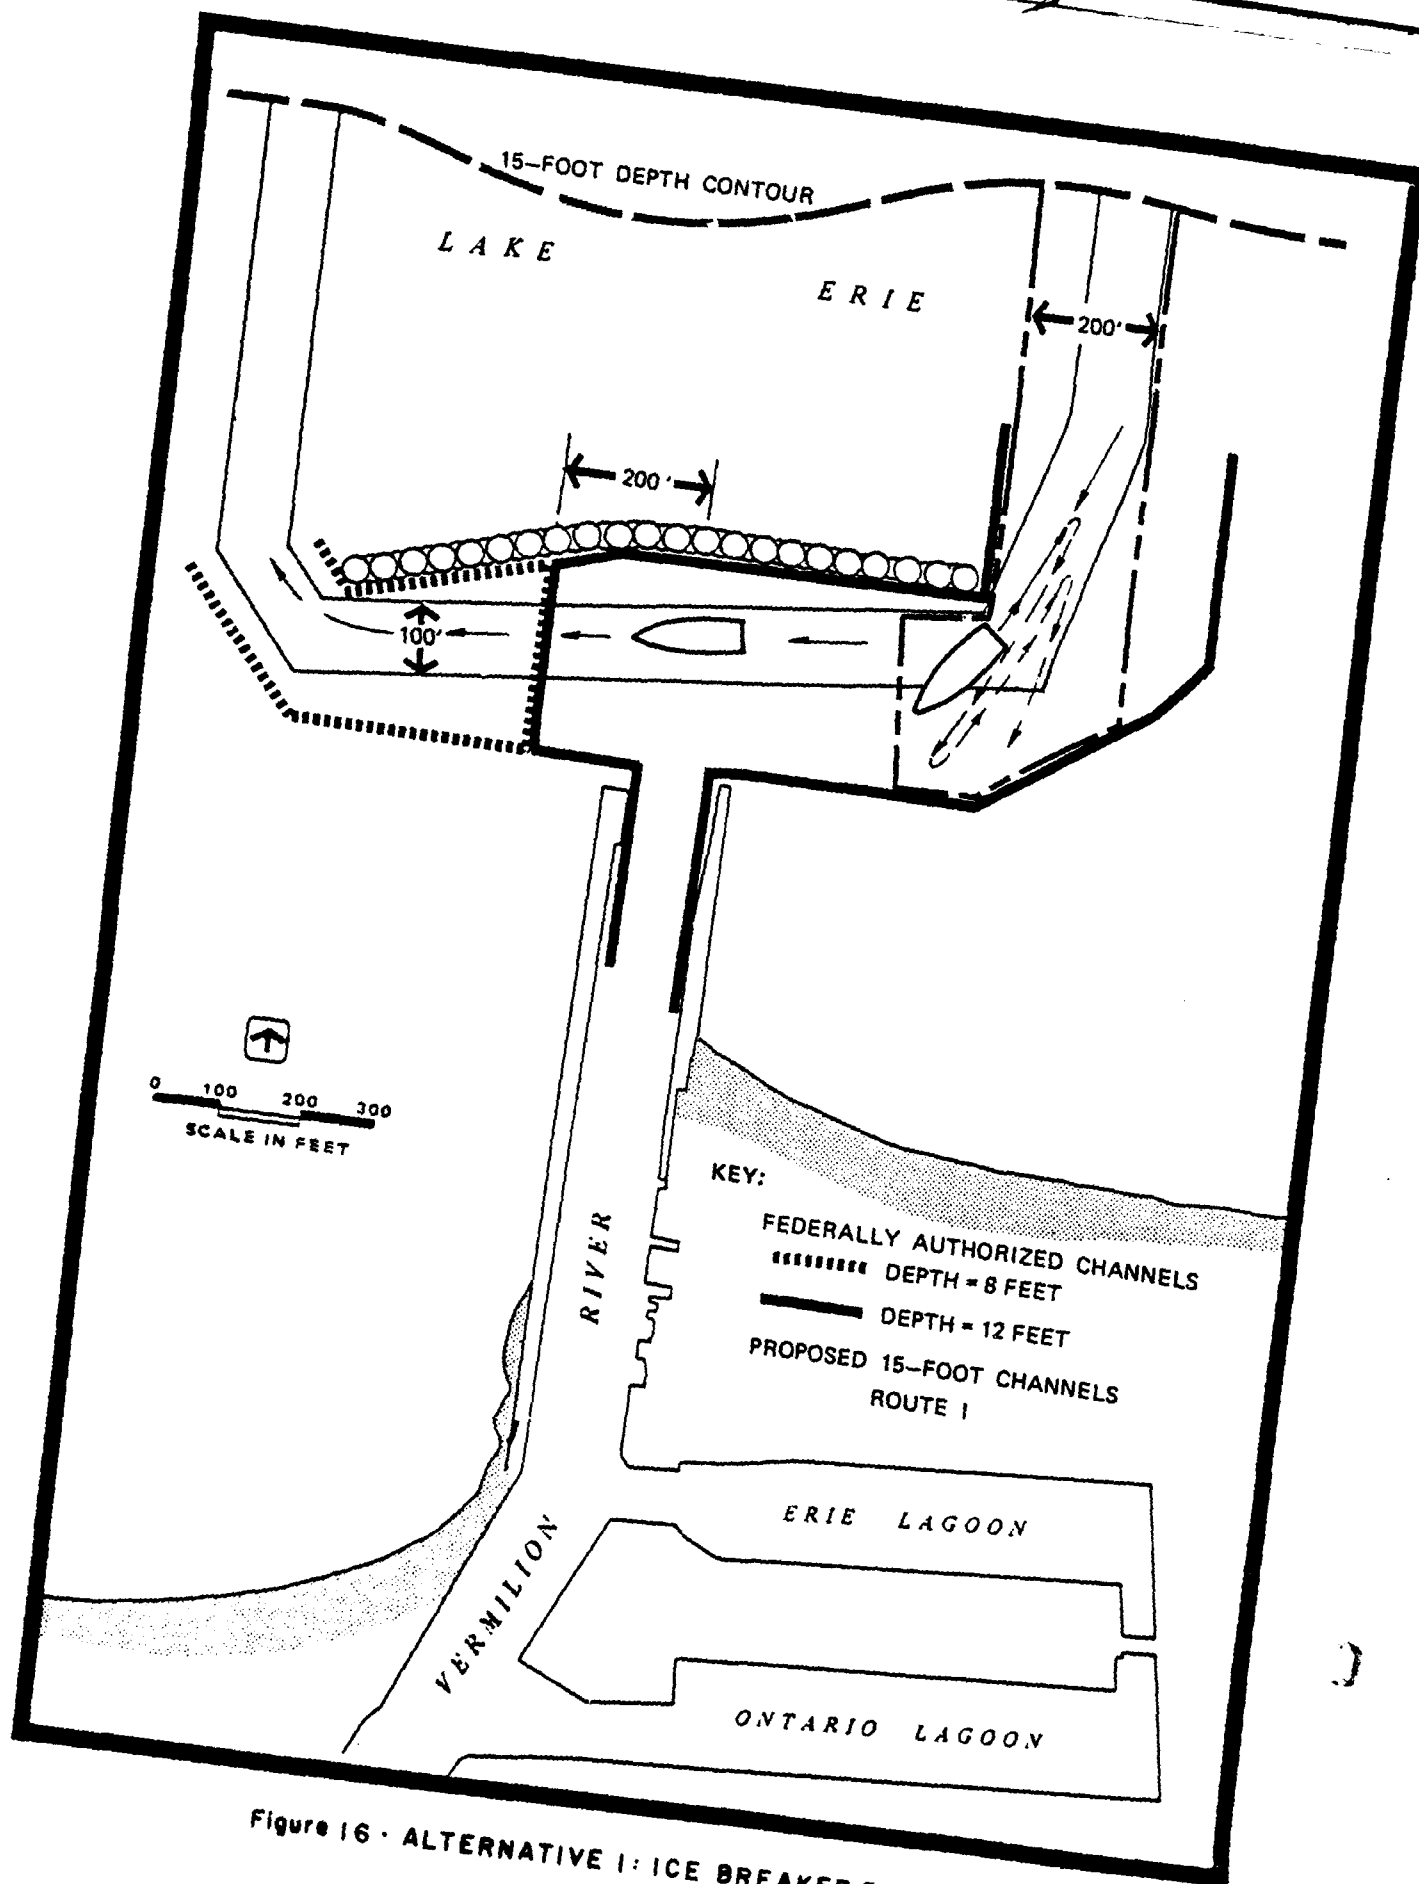 15–FOOT DEPTH CONTOUR
LAKE ERIE
200'
200'
100'
0 100 200 300
SCALE IN FEET
KEY:
FEDERALLY AUTHORIZED CHANNELS
DEPTH = 8 FEET
DEPTH = 12 FEET
PROPOSED 15–FOOT CHANNELS
ROUTE 1
VERMILION RIVER
ERIE LAGOON
ONTARIO LAGOON
Figure 16 · ALTERNATIVE 1: ICE